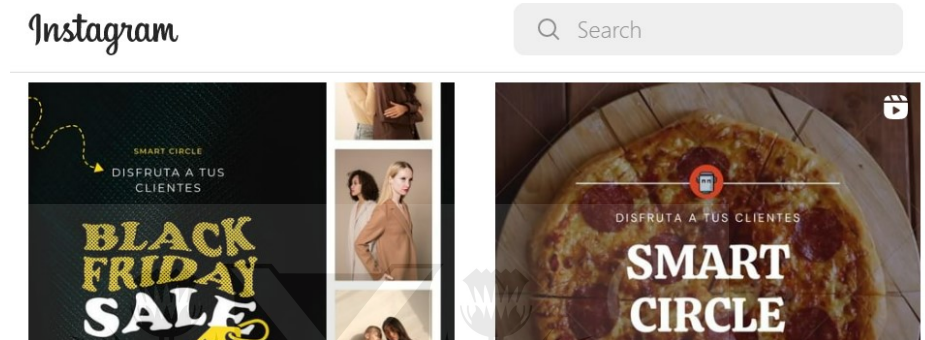 Instagram
Search
SMART CIRCLE
DISFRUTA A TUS
CLIENTES
BLACK
FRIDAY
SALE
DISFRUTA A TUS CLIENTES
SMART
CIRCLE